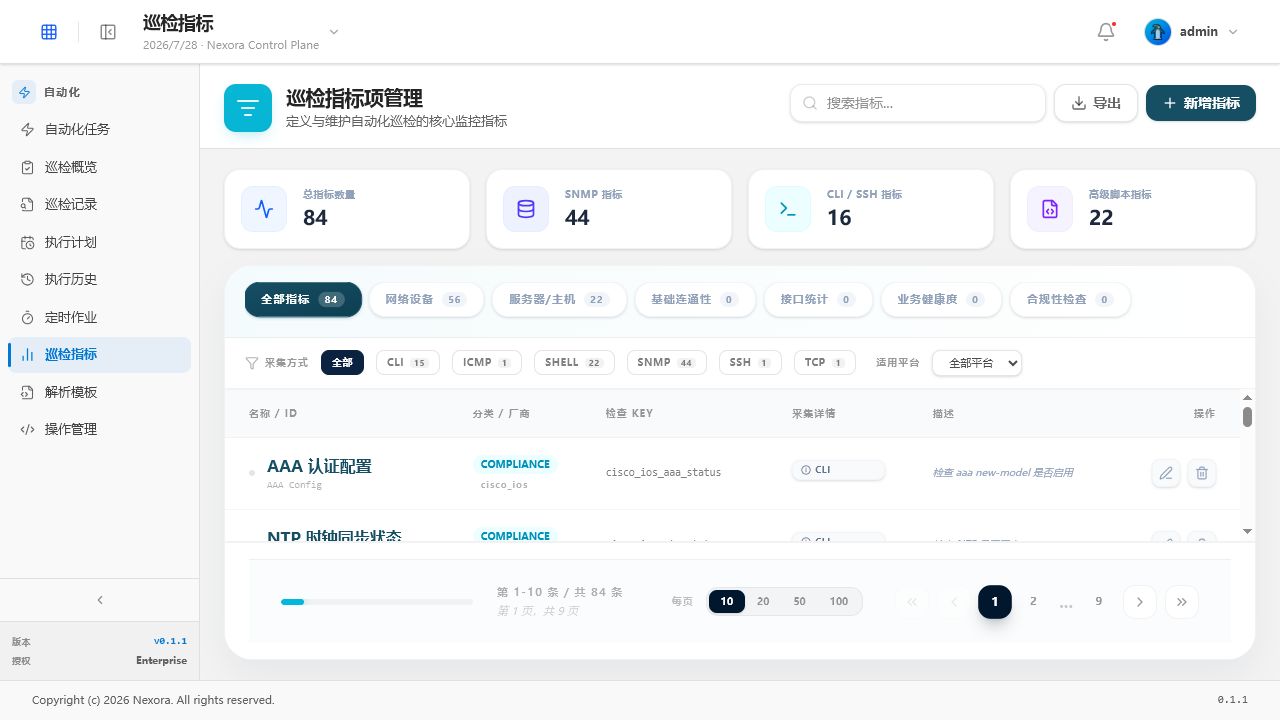 巡检指标
2026/7/28 · Nexora Control Plane
admin
自动化
自动化任务
巡检概览
巡检记录
执行计划
执行历史
定时作业
巡检指标
解析模板
操作管理
版本 v0.1.1
授权 Enterprise
巡检指标项管理
定义与维护自动化巡检的核心监控指标
搜索指标...
导出
新增指标
总指标数量
84
SNMP 指标
44
CLI / SSH 指标
16
高级脚本指标
22
全部指标 84
网络设备 56
服务器/主机 22
基础连通性 0
接口统计 0
业务健康度 0
合规性检查 0
采集方式
全部
CLI 15
ICMP 1
SHELL 22
SNMP 44
SSH 1
TCP 1
适用平台
全部平台
名称 / ID 分类 / 厂商 检查 KEY 采集详情 描述 操作
AAA 认证配置
AAA Config
COMPLIANCE
cisco_ios
cisco_ios_aaa_status
CLI
检查 aaa new-model 是否启用
NTP 时钟同步状态
COMPLIANCE
CLI
第 1-10 条 / 共 84 条
第 1 页, 共 9 页
每页
10 20 50 100
1 2 ... 9
Copyright (c) 2026 Nexora. All rights reserved.
0.1.1